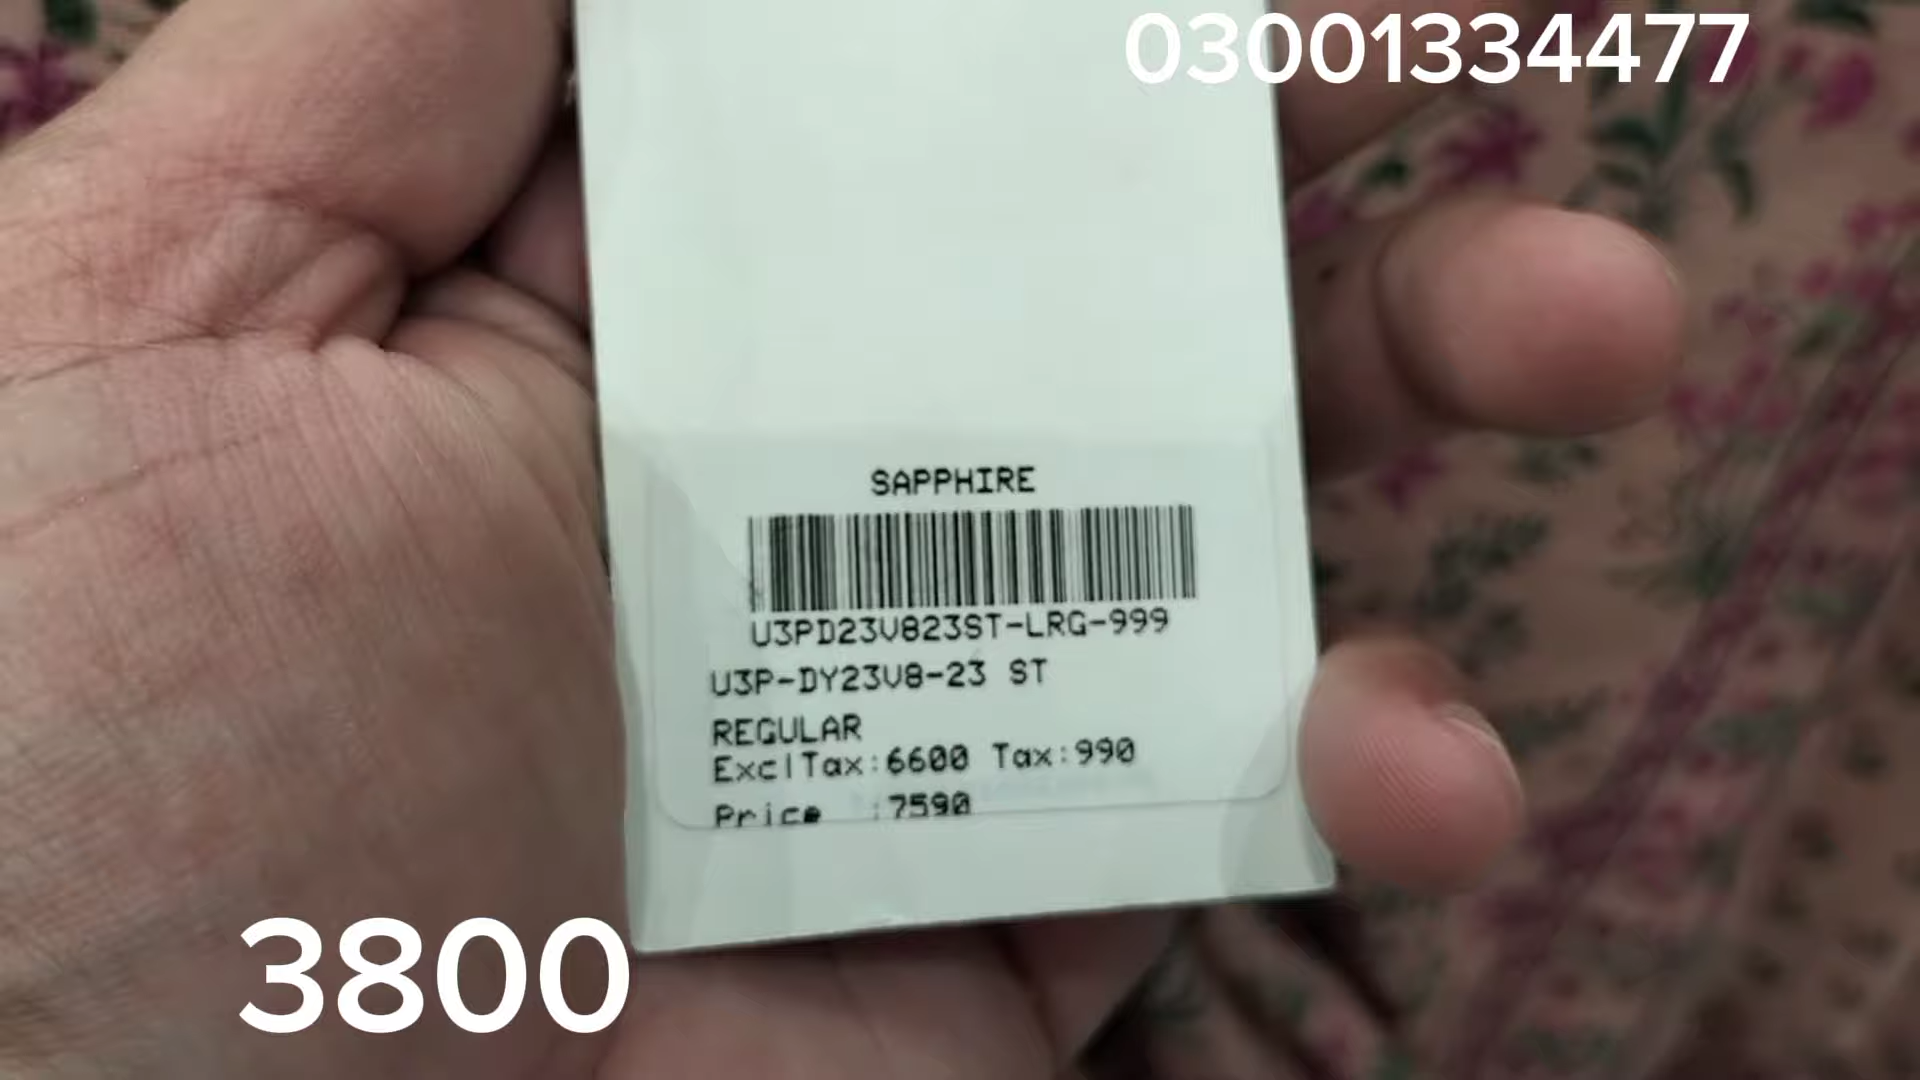 03001334477
SAPPHIRE
U3PD23V823ST-LRG-999
U3P-DY23V8-23 ST
REGULAR
ExclTax:6600 Tax:990
Price :7590
3800